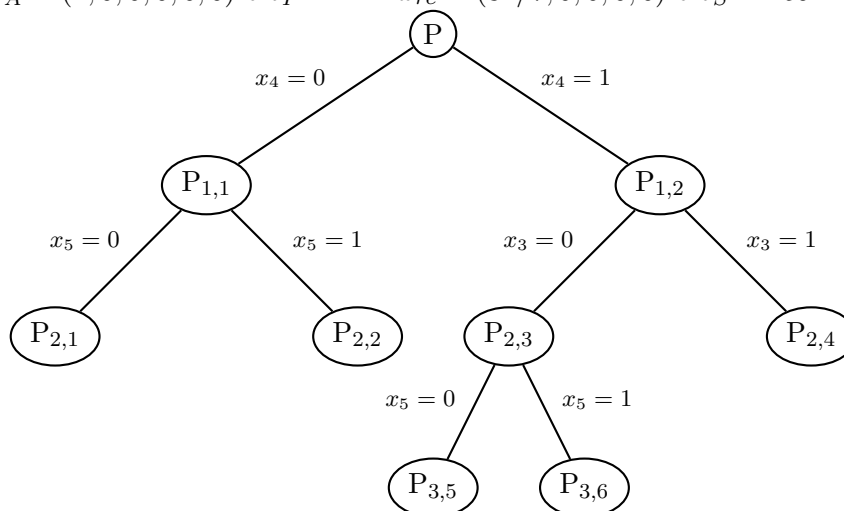 P
x₄ = 0
x₄ = 1
P₁,₁
P₁,₂
x₅ = 0
x₅ = 1
x₃ = 0
x₃ = 1
P₂,₁
P₂,₂
P₂,₃
P₂,₄
x₅ = 0
x₅ = 1
P₃,₅
P₃,₆